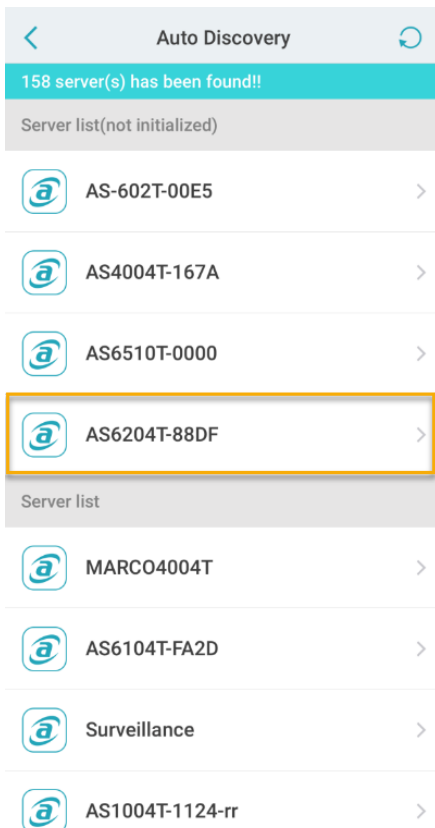 Auto Discovery
158 server(s) has been found!!
Server list(not initialized)
AS-602T-00E5
AS4004T-167A
AS6510T-0000
AS6204T-88DF
Server list
MARCO4004T
AS6104T-FA2D
Surveillance
AS1004T-1124-rr